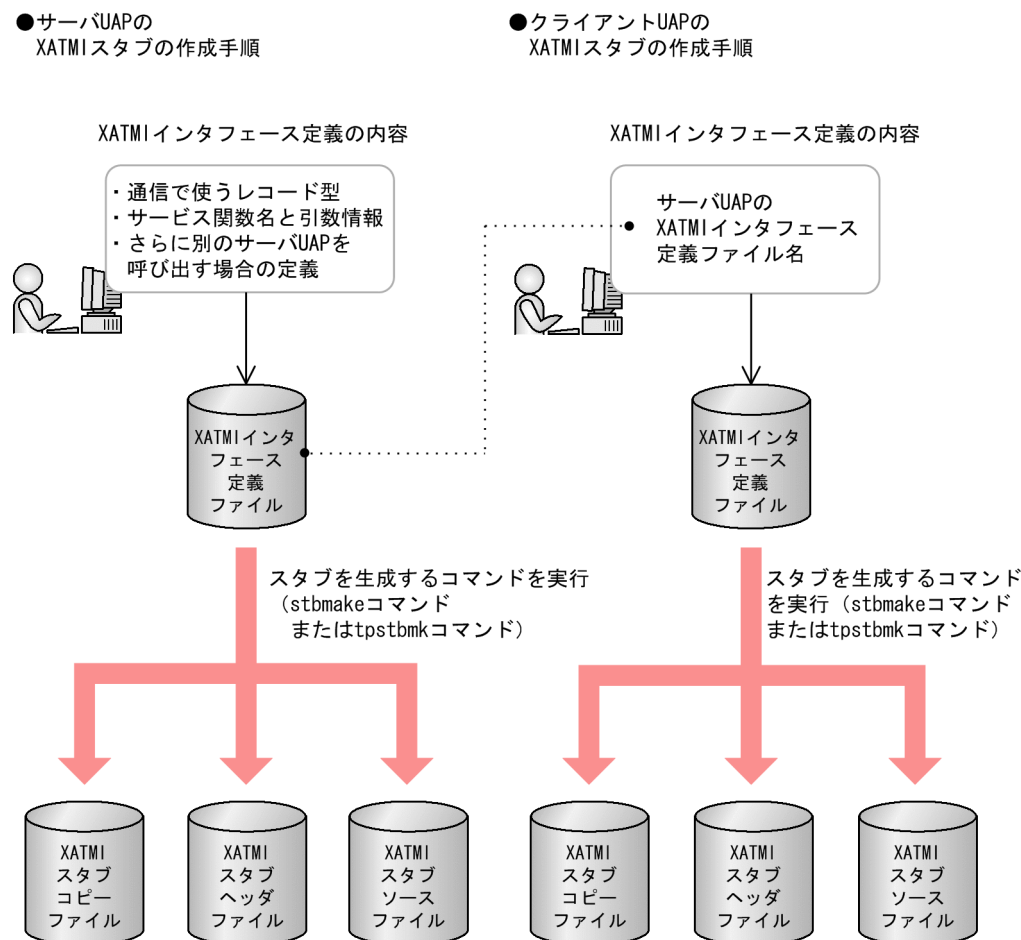 ●サーバUAPの
XATMIスタブの作成手順
XATMIインタフェース定義の内容
・通信で使うレコード型
・サービス関数名と引数情報
・さらに別のサーバUAPを
呼び出す場合の定義
XATMIインタ
フェース
定義
ファイル
スタブを生成するコマンドを実行
（stbmakeコマンド
またはtpstbmkコマンド）
XATMI
スタブ
コピー
ファイル
XATMI
スタブ
ヘッダ
ファイル
XATMI
スタブ
ソース
ファイル
●クライアントUAPの
XATMIスタブの作成手順
XATMIインタフェース定義の内容
サーバUAPの
XATMIインタフェース
定義ファイル名
XATMIインタ
フェース
定義
ファイル
スタブを生成するコマンド
を実行（stbmakeコマンド
またはtpstbmkコマンド）
XATMI
スタブ
コピー
ファイル
XATMI
スタブ
ヘッダ
ファイル
XATMI
スタブ
ソース
ファイル